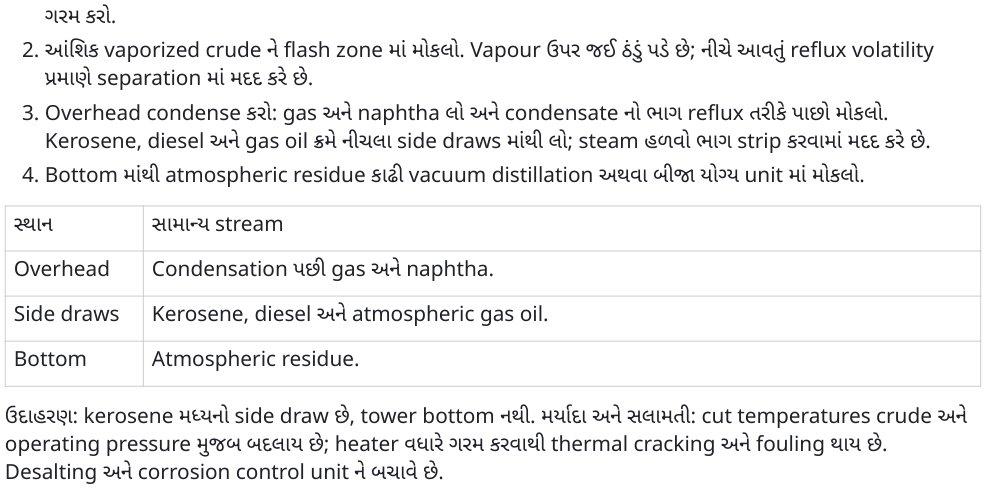 ગરમ કરો.
2. આંશિક vaporized crude ને flash zone માં મોકલો. Vapour ઉપર જઈ ઠંડું પડે છે; નીચે આવતું reflux volatility
પ્રમાણે separation માં મદદ કરે છે.
3. Overhead condense કરો: gas અને naphtha લો અને condensate નો ભાગ reflux તરીકે પાછો મોકલો.
Kerosene, diesel અને gas oil ક્રમે નીચલા side draws માંથી લો; steam હળવો ભાગ strip કરવામાં મદદ કરે છે.
4. Bottom માંથી atmospheric residue કાઢી vacuum distillation અથવા બીજા યોગ્ય unit માં મોકલો.
સ્થાન સામાન્ય stream
Overhead Condensation પછી gas અને naphtha.
Side draws Kerosene, diesel અને atmospheric gas oil.
Bottom Atmospheric residue.
ઉદાહરણ: kerosene મધ્યનો side draw છે, tower bottom નથી. મર્યાદા અને સલામતી: cut temperatures crude અને
operating pressure મુજબ બદલાય છે; heater વધારે ગરમ કરવાથી thermal cracking અને fouling થાય છે.
Desalting અને corrosion control unit ને બચાવે છે.